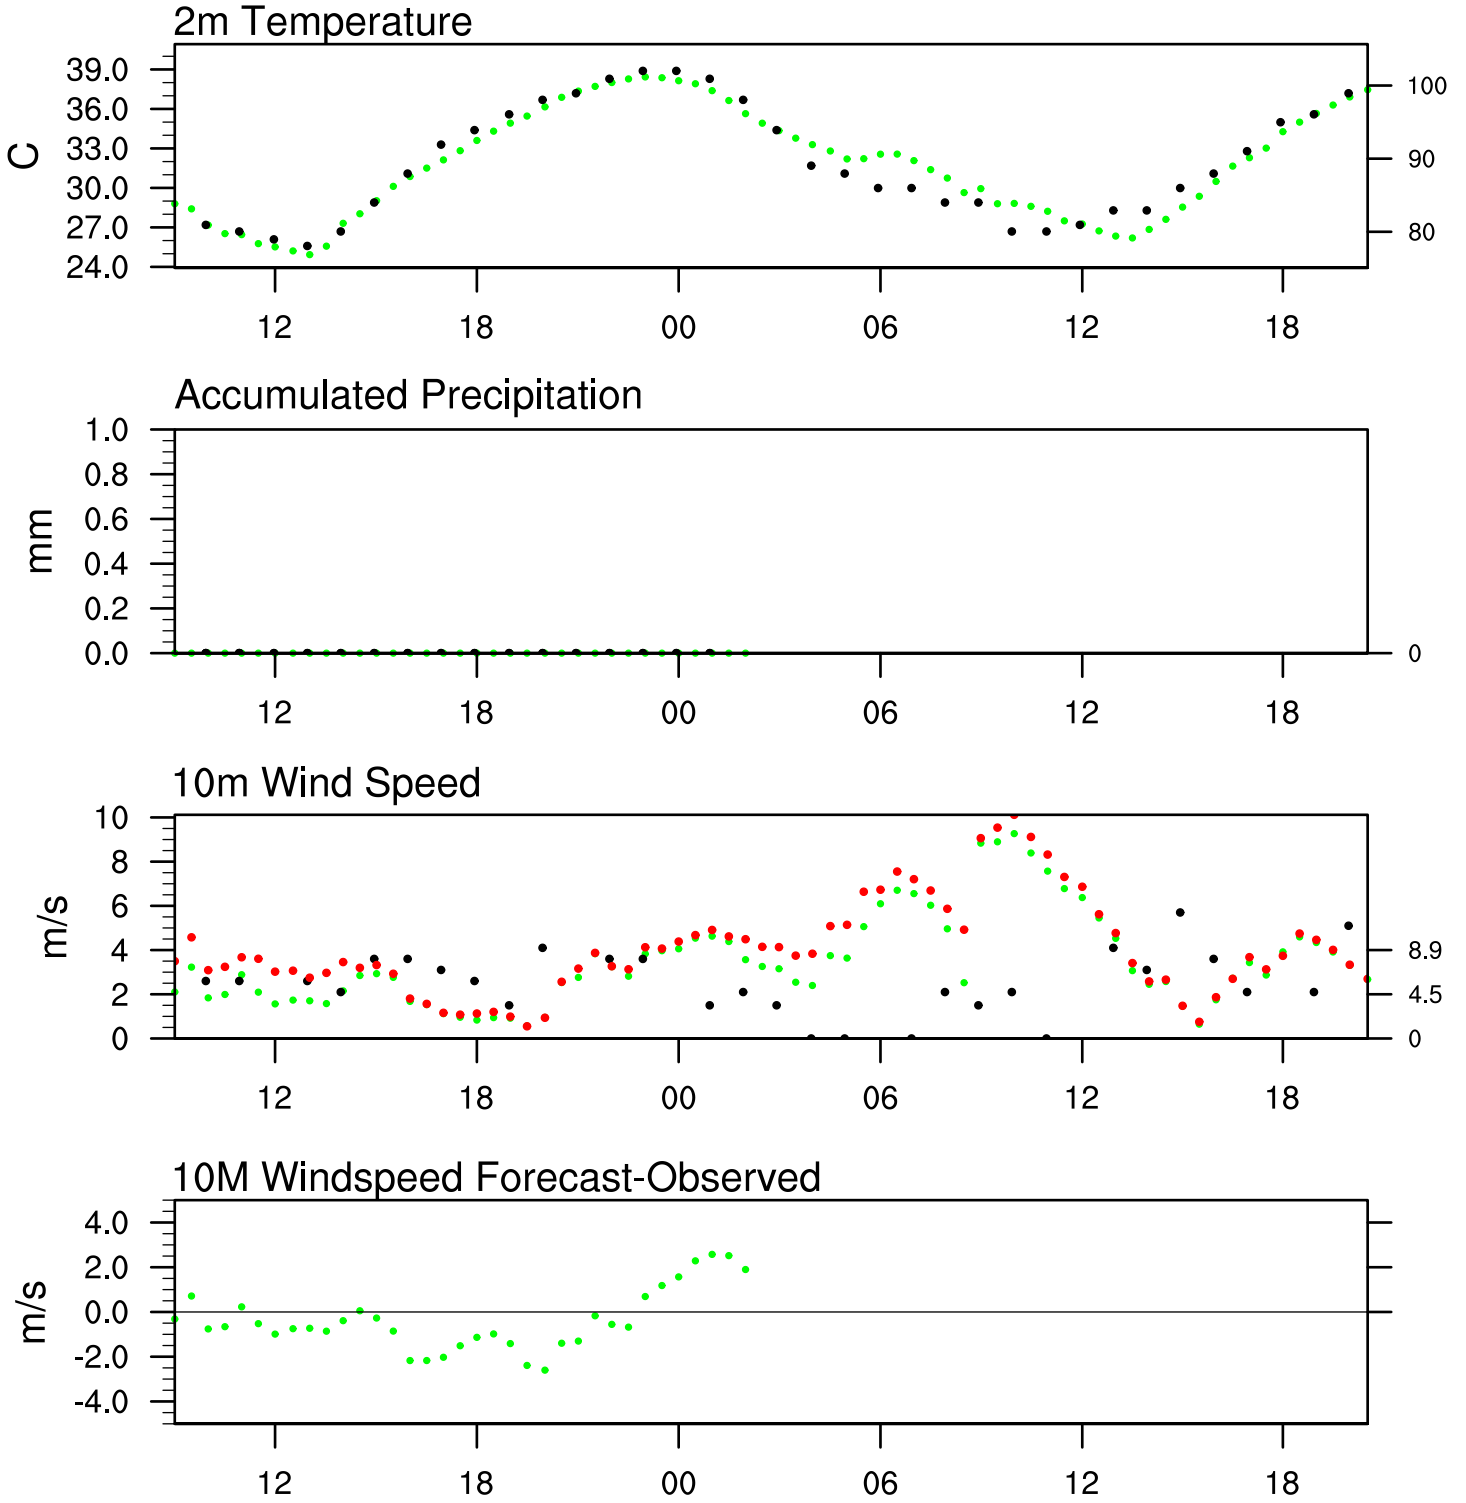 2m Temperature
39.0
36.0
33.0
30.0
27.0
24.0
C
100
90
80
12 18 00 06 12 18
Accumulated Precipitation
1.0
0.8
0.6
0.4
0.2
0.0
mm
0
12 18 00 06 12 18
10m Wind Speed
10
8
6
4
2
0
m/s
8.9
4.5
0
12 18 00 06 12 18
10M Windspeed Forecast-Observed
4.0
2.0
0.0
-2.0
-4.0
m/s
12 18 00 06 12 18